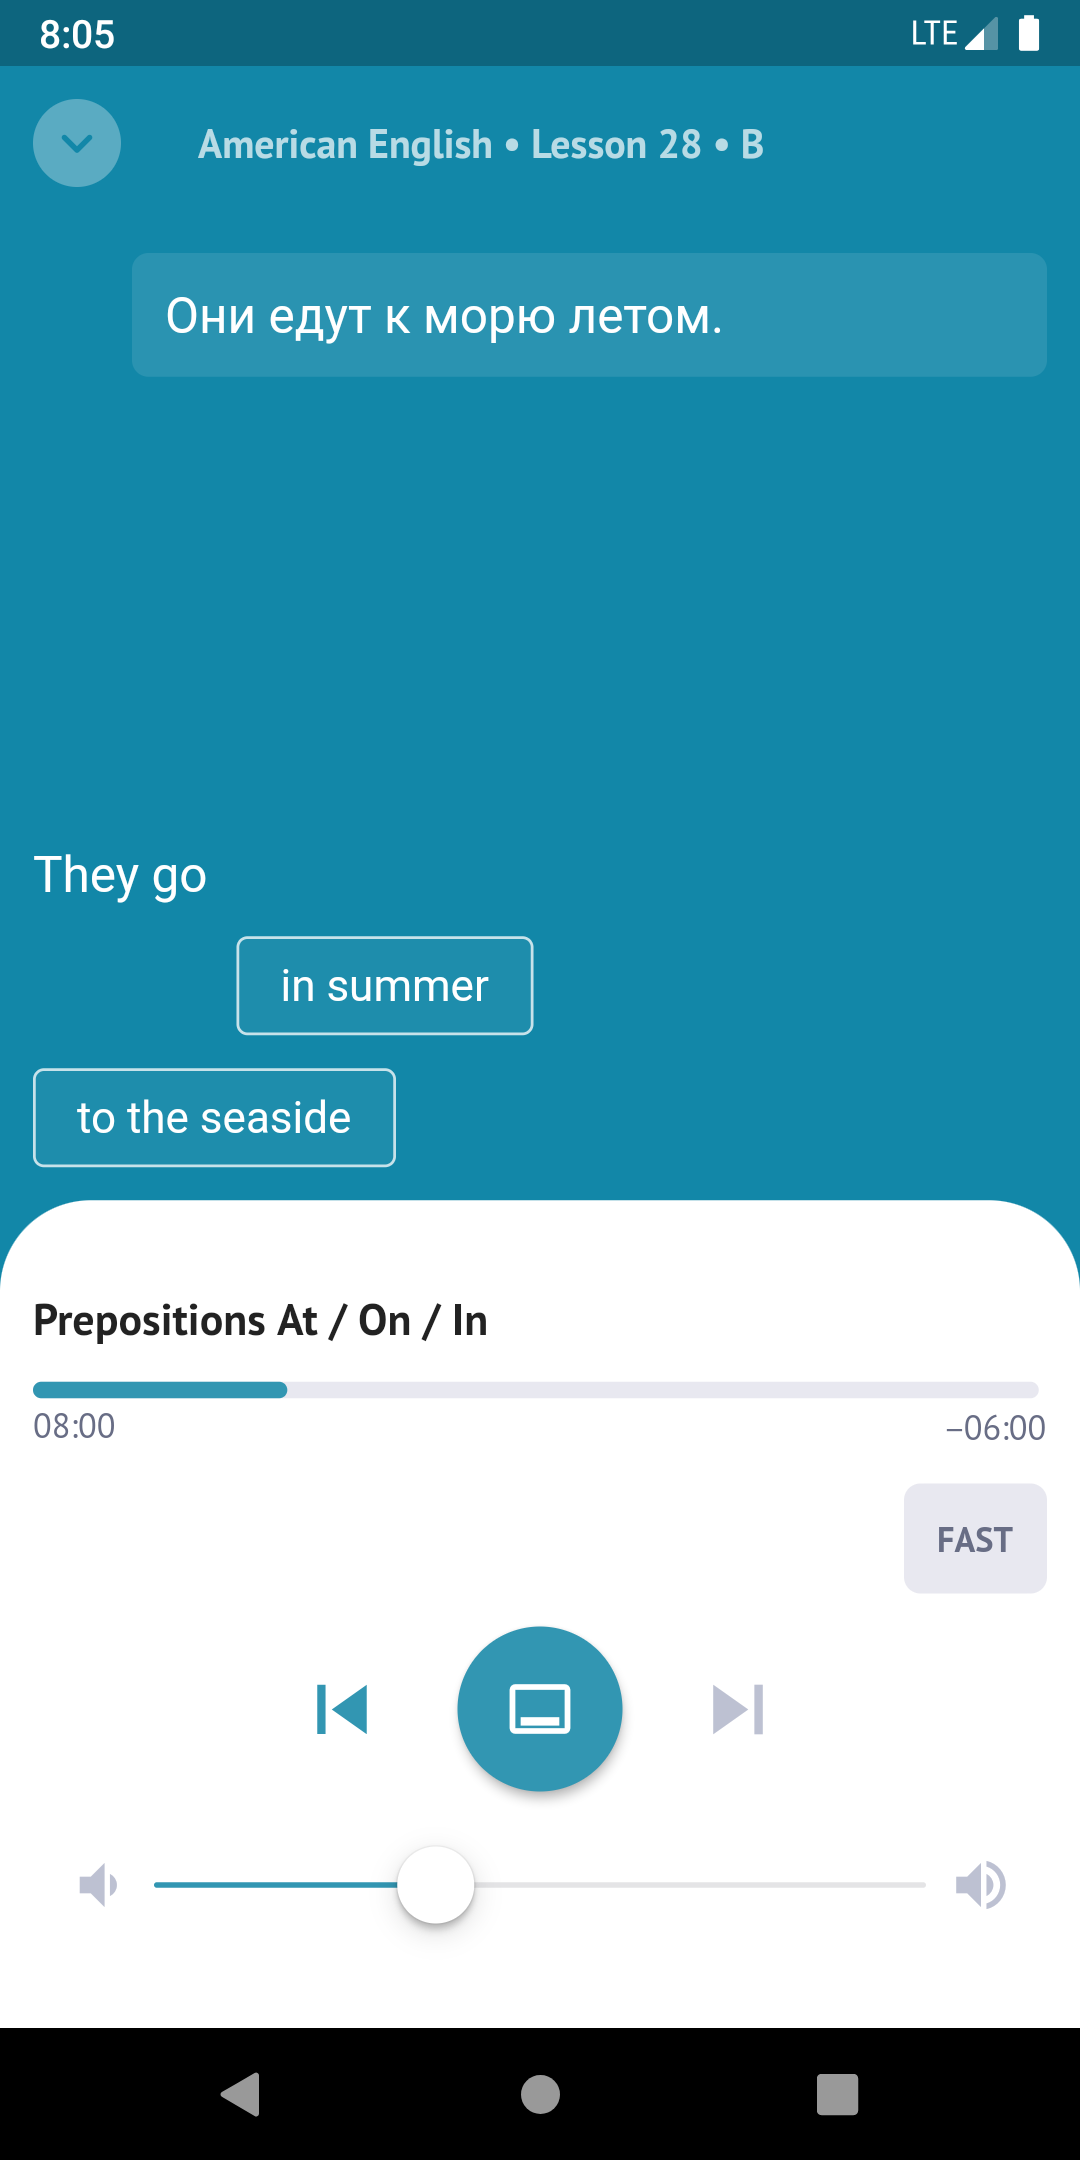 8:05
LTE
American English • Lesson 28 • B
Они едут к морю летом.
They go
in summer
to the seaside
Prepositions At / On / In
08:00
–06:00
FAST